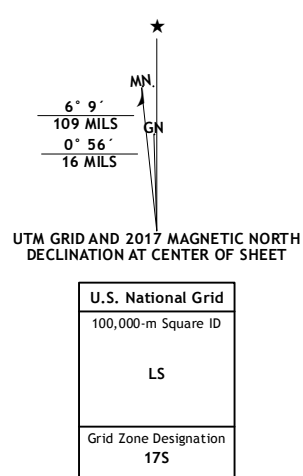 MN
6° 9´
109 MILS
GN
0° 56´
16 MILS
UTM GRID AND 2017 MAGNETIC NORTH
DECLINATION AT CENTER OF SHEET
U.S. National Grid
100,000-m Square ID
LS
Grid Zone Designation
17S